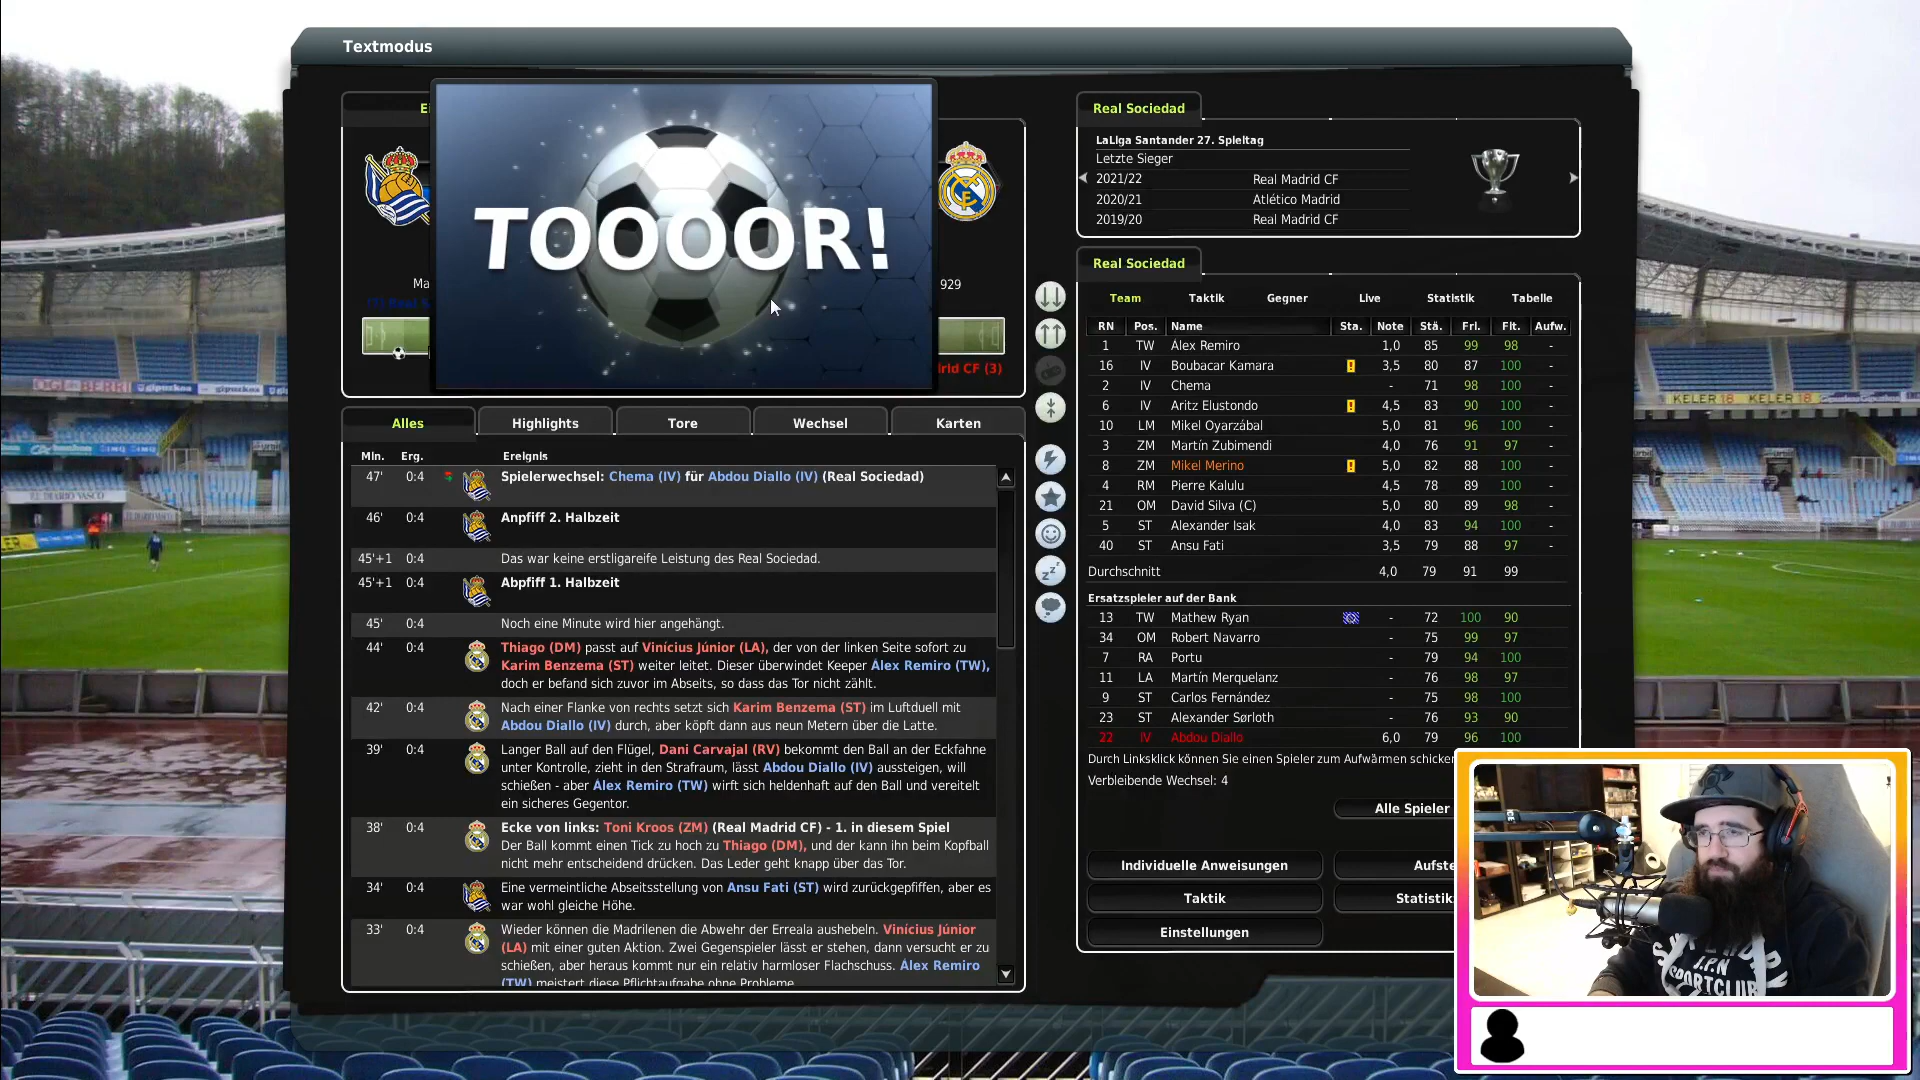 Textmodus
TOOOOR!
Ma
929
rid CF (3)
Alles
Highlights
Tore
Wechsel
Karten
Min. Erg. Ereignis
47' 0:4 Spielerwechsel: Chema (IV) für Abdou Diallo (IV) (Real Sociedad)
46' 0:4 Anpfiff 2. Halbzeit
45'+1 0:4 Das war keine erstligareife Leistung des Real Sociedad.
45'+1 0:4 Abpfiff 1. Halbzeit
45' 0:4 Noch eine Minute wird hier angehängt.
44' 0:4 Thiago (DM) passt auf Vinícius Júnior (LA), der von der linken Seite sofort zu
Karim Benzema (ST) weiter leitet. Dieser überwindet Keeper Álex Remiro (TW),
doch er befand sich zuvor im Abseits, so dass das Tor nicht zählt.
42' 0:4 Nach einer Flanke von rechts setzt sich Karim Benzema (ST) im Luftduell mit
Abdou Diallo (IV) durch, aber köpft dann aus neun Metern über die Latte.
39' 0:4 Langer Ball auf den Flügel, Dani Carvajal (RV) bekommt den Ball an der Eckfahne
unter Kontrolle, zieht in den Strafraum, lässt Abdou Diallo (IV) aussteigen, will
schießen - aber Álex Remiro (TW) wirft sich heldenhaft auf den Ball und vereitelt
ein sicheres Gegentor.
38' 0:4 Ecke von links: Toni Kroos (ZM) (Real Madrid CF) - 1. in diesem Spiel
Der Ball kommt einen Tick zu hoch zu Thiago (DM), und der kann ihn beim Kopfball
nicht mehr entscheidend drücken. Das Leder geht knapp über das Tor.
34' 0:4 Eine vermeintliche Abseitsstellung von Ansu Fati (ST) wird zurückgepfiffen, aber es
war wohl gleiche Höhe.
33' 0:4 Wieder können die Madrilenen die Abwehr der Erreala aushebeln. Vinícius Júnior
(LA) mit einer guten Aktion. Zwei Gegenspieler lässt er stehen, dann versucht er zu
schießen, aber heraus kommt nur ein relativ harmloser Flachschuss. Álex Remiro
(TW) meistert diese Pflichtaufgabe ohne Probleme.
Real Sociedad
LaLiga Santander 27. Spieltag
Letzte Sieger
2021/22 Real Madrid CF
2020/21 Atlético Madrid
2019/20 Real Madrid CF
Real Sociedad
Team Taktik Gegner Live Statistik Tabelle
RN Pos. Name Sta. Note Stä. Fri. Fit. Aufw.
1 TW Álex Remiro 1,0 85 99 98 -
16 IV Boubacar Kamara ! 3,5 80 87 100 -
2 IV Chema - 71 98 100 -
6 IV Aritz Elustondo ! 4,5 83 90 100 -
10 LM Mikel Oyarzábal 5,0 81 96 100 -
3 ZM Martín Zubimendi 4,0 76 91 97 -
8 ZM Mikel Merino ! 5,0 82 88 100 -
4 RM Pierre Kalulu 4,5 78 89 100 -
21 OM David Silva (C) 5,0 80 89 98 -
5 ST Alexander Isak 4,0 83 94 100 -
40 ST Ansu Fati 3,5 79 88 97 -
Durchschnitt 4,0 79 91 99
Ersatzspieler auf der Bank
13 TW Mathew Ryan - 72 100 90
34 OM Robert Navarro - 75 99 97
7 RA Portu - 79 94 100
11 LA Martín Merquelanz - 76 98 97
9 ST Carlos Fernández - 75 98 100
23 ST Alexander Sørloth - 76 93 90
22 IV Abdou Diallo 6,0 79 96 100
Durch Linksklick können Sie einen Spieler zum Aufwärmen schicken
Verbleibende Wechsel: 4
Alle Spieler
Individuelle Anweisungen
Aufste
Taktik
Statistik
Einstellungen
J.P.N
SPORTCLUB
KELER 18
KELER 18
gipuzkoa
gipuzkoa
EL DIARIO VASCO